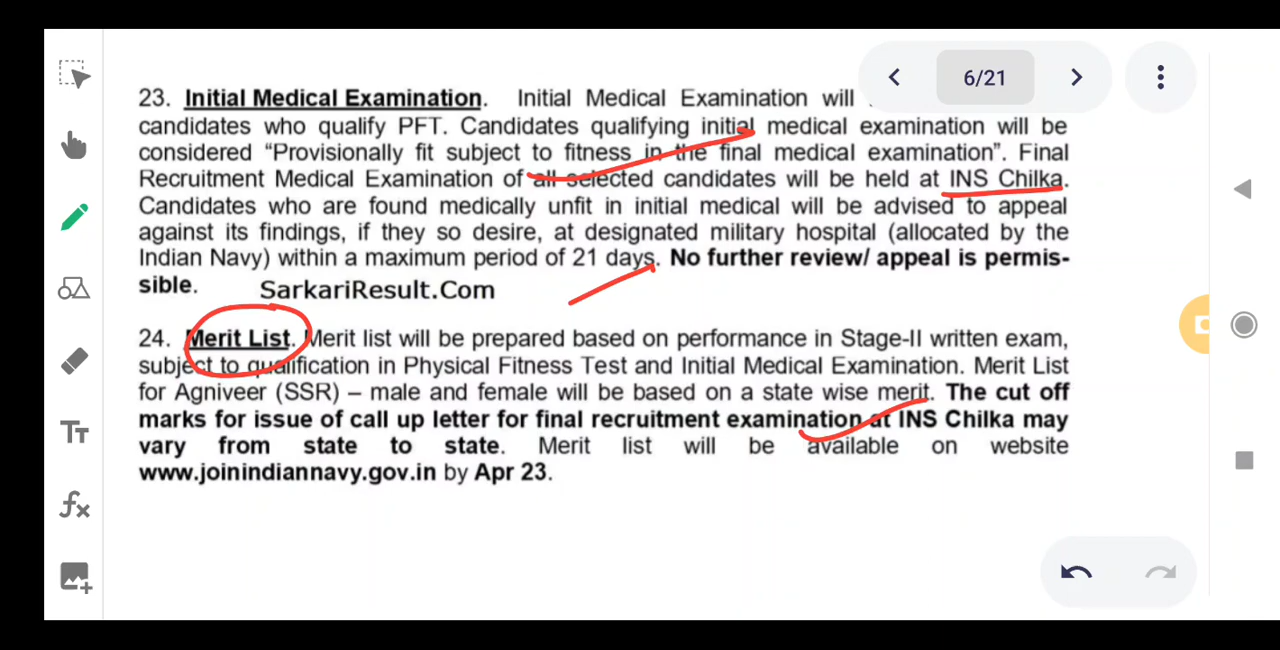 6/21
23. Initial Medical Examination. Initial Medical Examination will
candidates who qualify PFT. Candidates qualifying initial medical examination will be
considered “Provisionally fit subject to fitness in the final medical examination”. Final
Recruitment Medical Examination of all selected candidates will be held at INS Chilka.
Candidates who are found medically unfit in initial medical will be advised to appeal
against its findings, if they so desire, at designated military hospital (allocated by the
Indian Navy) within a maximum period of 21 days. No further review/ appeal is permis-
sible. SarkariResult.Com
24. Merit List. Merit list will be prepared based on performance in Stage-II written exam,
subject to qualification in Physical Fitness Test and Initial Medical Examination. Merit List
for Agniveer (SSR) – male and female will be based on a state wise merit. The cut off
marks for issue of call up letter for final recruitment examination at INS Chilka may
vary from state to state. Merit list will be available on website
www.joinindiannavy.gov.in by Apr 23.
Tт
fx